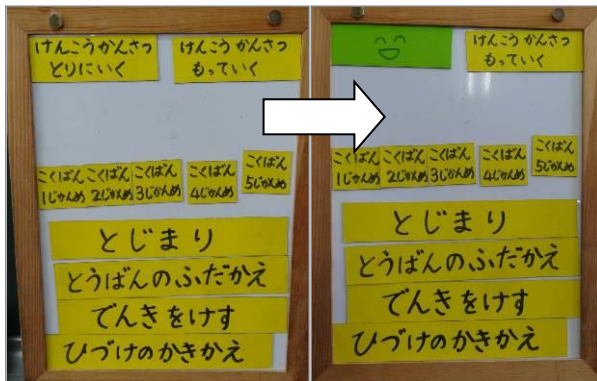 けんこうかんさつ
とりにいく
けんこうかんさつ
もっていく
こくばん
1じかんめ
こくばん
2じかんめ
こくばん
3じかんめ
こくばん
4じかんめ
こくばん
5じかんめ
とじまり
とうばんのふだかえ
でんきをけす
ひづけのかきかえ
けんこうかんさつ
もっていく
こくばん
1じかんめ
こくばん
2じかんめ
こくばん
3じかんめ
こくばん
4じかんめ
こくばん
5じかんめ
とじまり
とうばんのふだかえ
でんきをけす
ひづけのかきかえ